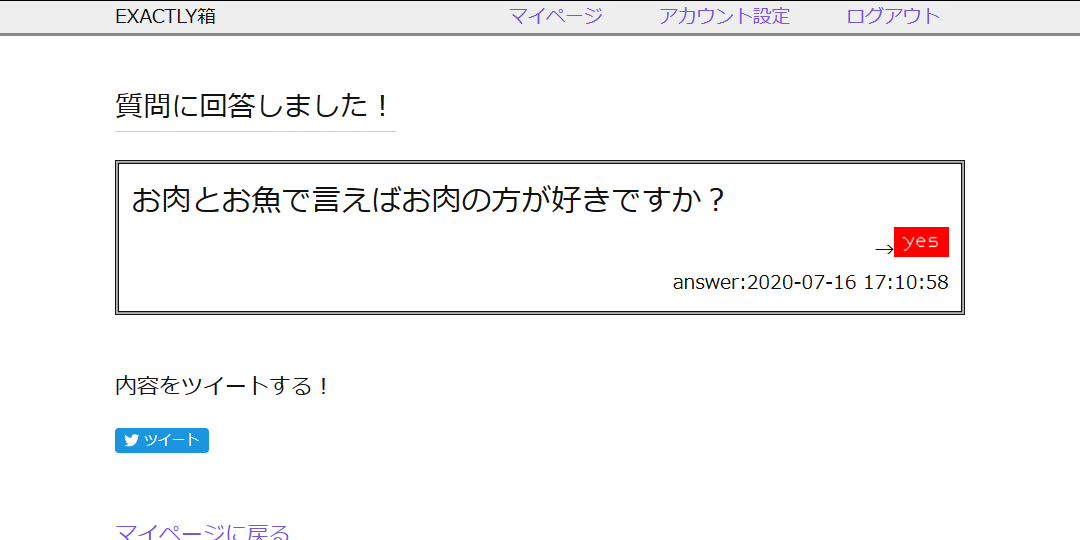 EXACTLY箱 マイページ アカウント設定 ログアウト
質問に回答しました！
お肉とお魚で言えばお肉の方が好きですか？
→yes
answer:2020-07-16 17:10:58
内容をツイートする！
ツイート
マイページに戻る